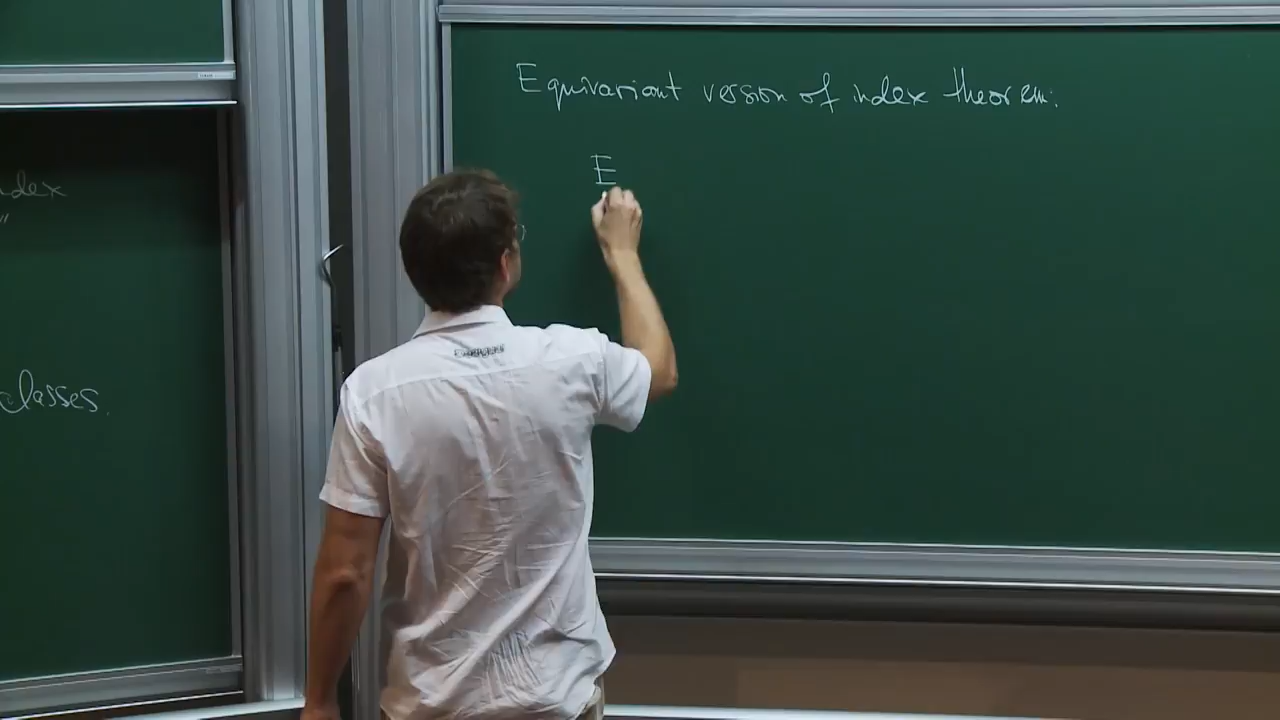 ndex
"
classes.
Equivariant version of index theorem:
E